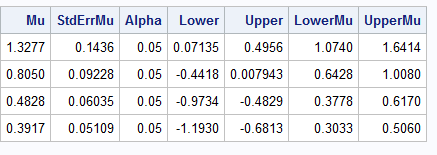 Mu StdErrMu Alpha Lower Upper LowerMu UpperMu
1.3277 0.1436 0.05 0.07135 0.4956 1.0740 1.6414
0.8050 0.09228 0.05 -0.4418 0.007943 0.6428 1.0080
0.4828 0.06035 0.05 -0.9734 -0.4829 0.3778 0.6170
0.3917 0.05109 0.05 -1.1930 -0.6813 0.3033 0.5060